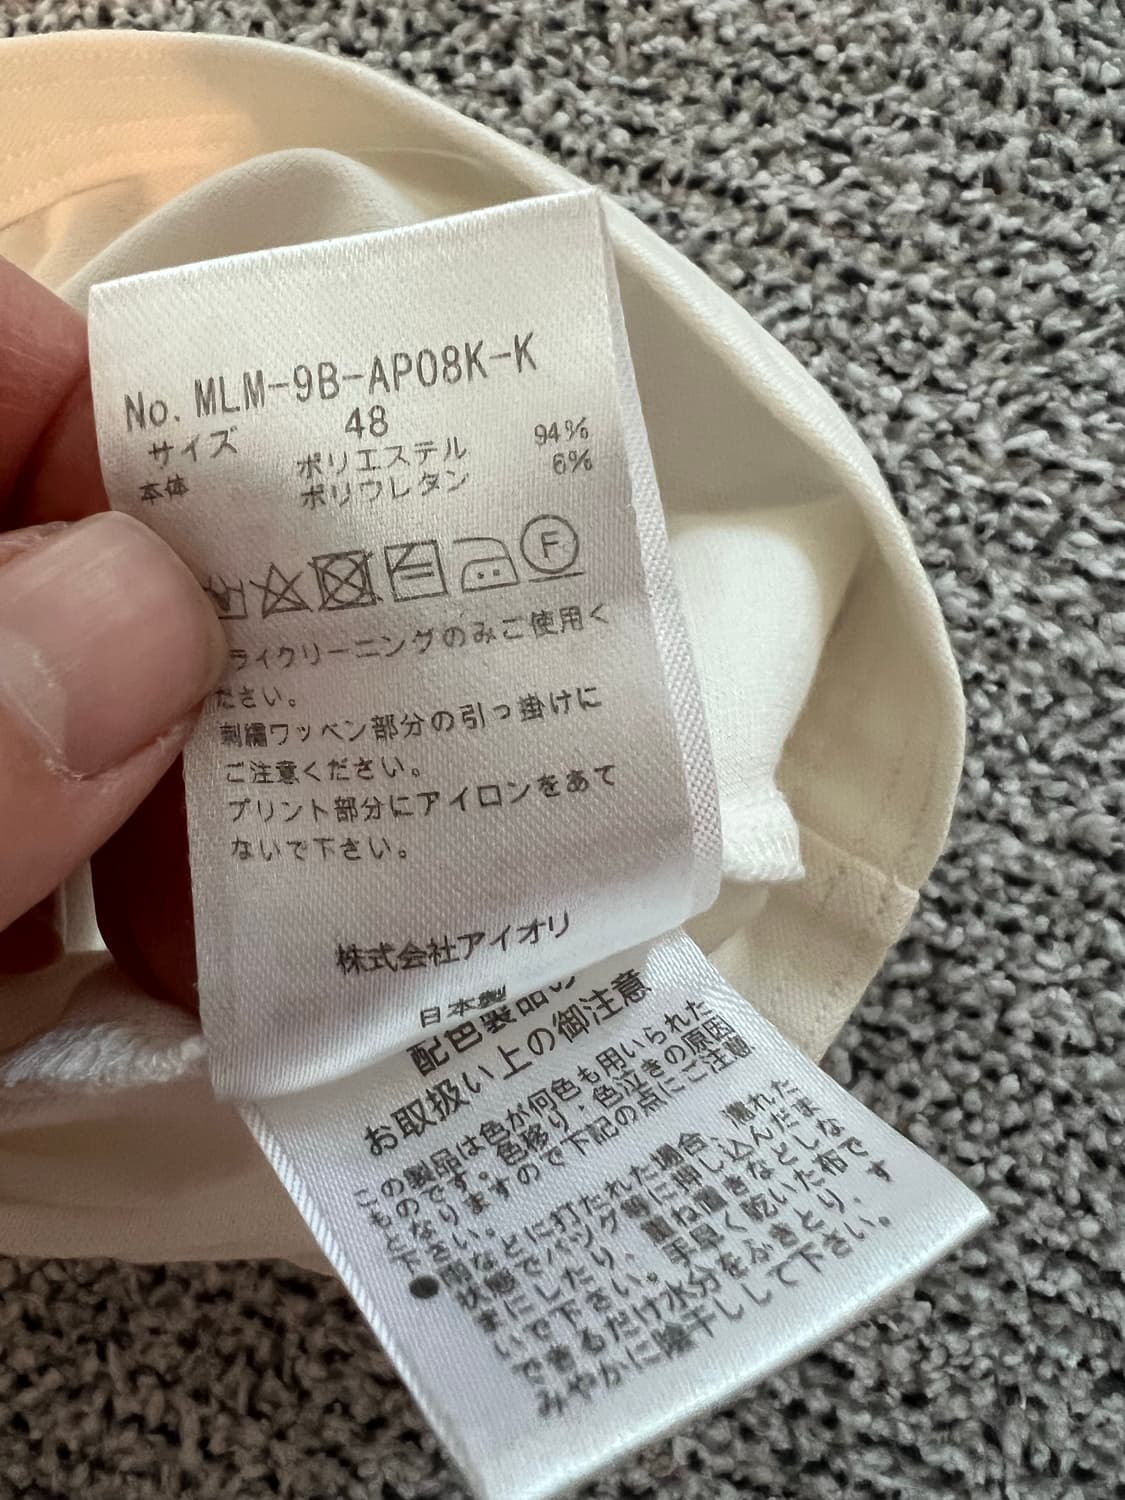 No. MLM-9B-AP08K-K
サイズ 48
本体 ポリエステル 94%
ポリウレタン 6%
F
ライクリーニングのみご使用く
ださい。
刺繍ワッペン部分の引っ掛けに
ご注意ください。
プリント部分にアイロンをあて
ないで下さい。
株式会社アイオリ
日本製
配色製品の
お取扱い上の御注意
この製品は色が何色も用いられた
ものです。色移り、色泣きの原因
となりますので下記の点にご注意
下さい。
●雨などに打たれた場合、濡れた
状態でバッグ等に押し込んだま
まにしたり、重ね置きなどしな
いで下さい。手早く乾いた布で
できるだけ水分をふきとり、す
みやかに陰干しして下さい。